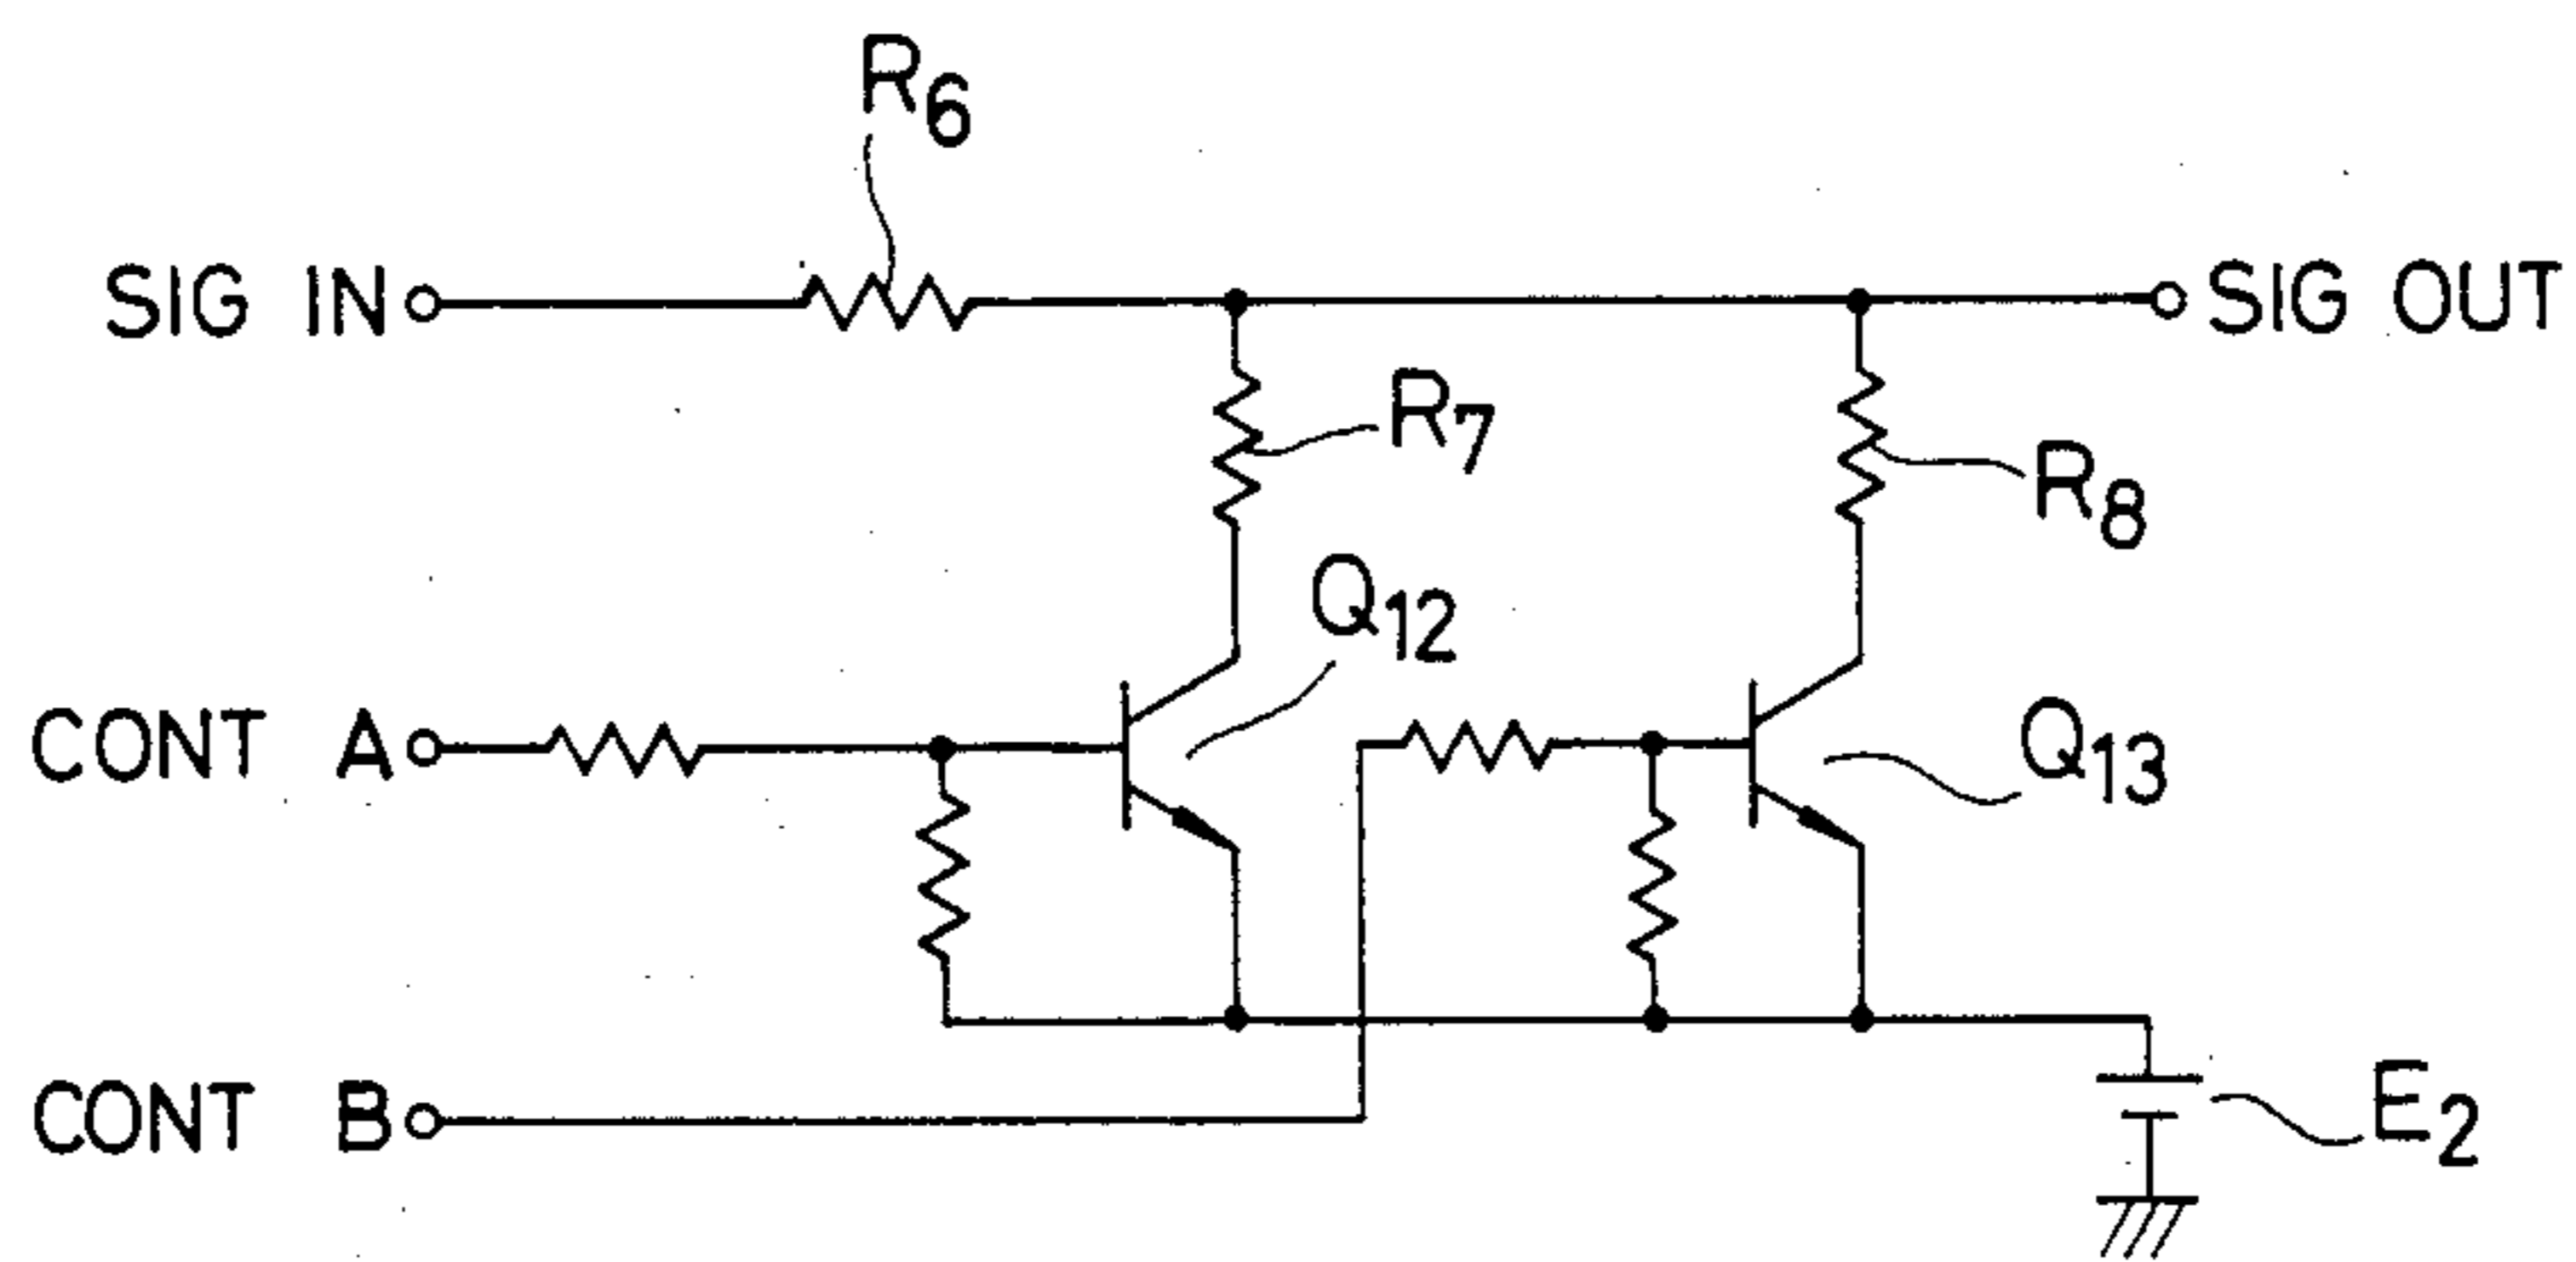 R6
SIG IN
SIG OUT
R7
R8
Q12
Q13
CONT A
CONT B
E2